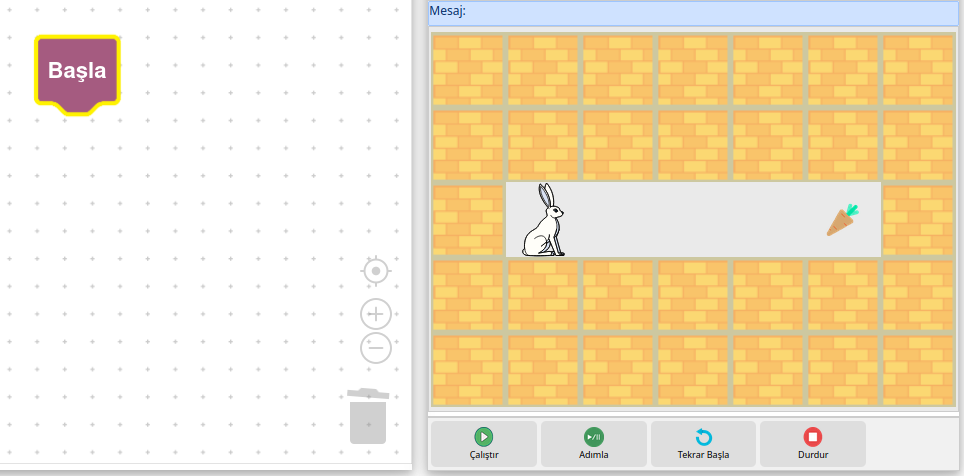 Başla
Mesaj:
Çalıştır
Adımla
Tekrar Başla
Durdur